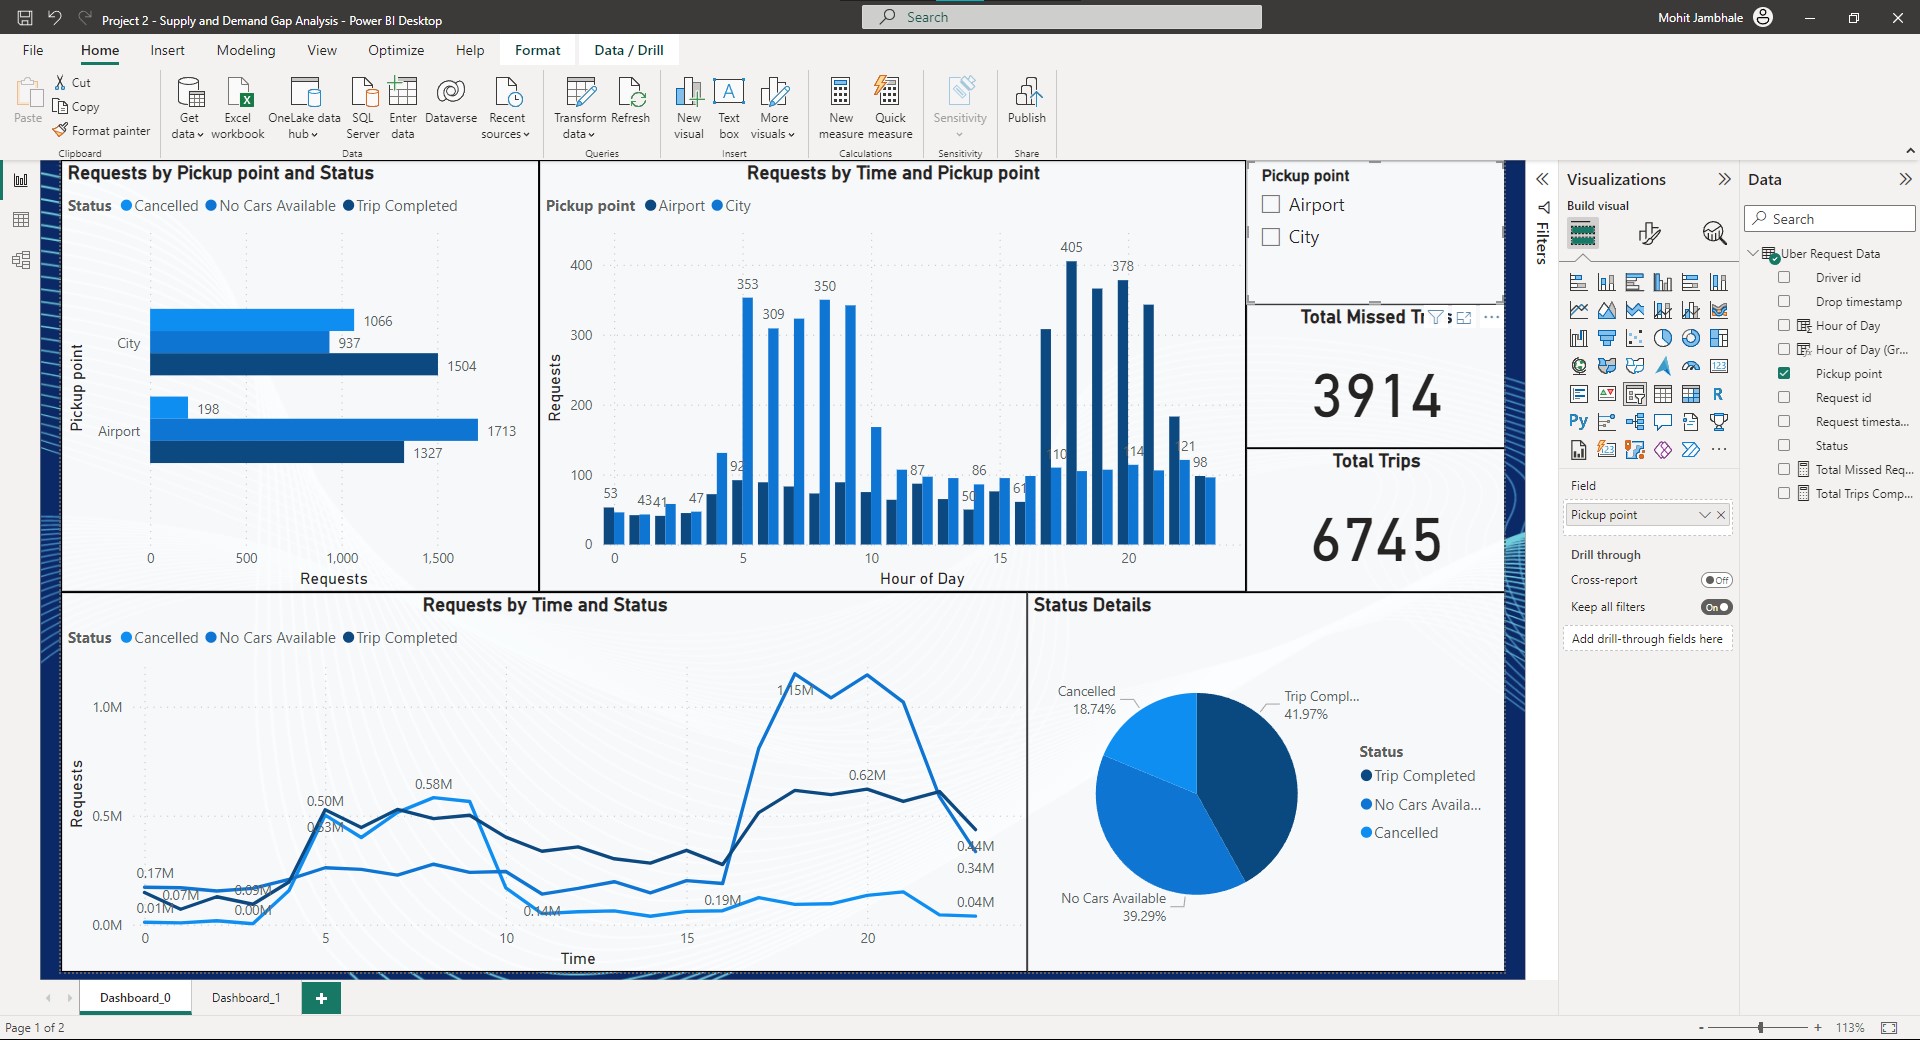 Project 2 - Supply and Demand Gap Analysis - Power BI Desktop
Search
Mohit Jambhale
File Home Insert Modeling View Optimize Help Format Data / Drill
Paste
Cut
Copy
Format painter
Clipboard
Get data
Excel workbook
OneLake data hub
SQL Server
Enter data
Dataverse
Recent sources
Data
Transform data
Refresh
Queries
New visual
Text box
More visuals
Insert
New measure
Quick measure
Calculations
Sensitivity
Sensitivity
Publish
Share
Requests by Pickup point and Status
Status Cancelled No Cars Available Trip Completed
Pickup point
City
1066
937
1504
Airport
198
1713
1327
0 500 1,000 1,500
Requests
Requests by Time and Pickup point
Pickup point Airport City
Requests
400
300
200
100
0
53
43
41
47
92
353
309
350
87
50
86
61
110
405
378
114
121
98
0 5 10 15 20
Hour of Day
Pickup point
Airport
City
Total Missed Tr s
3914
Total Trips
6745
Requests by Time and Status
Status Cancelled No Cars Available Trip Completed
Requests
1.0M
0.5M
0.0M
0.17M
0.07M
0.01M
0.09M
0.00M
0.50M
0.53M
0.58M
0.14M
0.19M
1.15M
0.62M
0.44M
0.34M
0.04M
0 5 10 15 20
Time
Status Details
Cancelled
18.74%
Trip Compl...
41.97%
No Cars Available
39.29%
Status
Trip Completed
No Cars Availa...
Cancelled
Filters
Visualizations
Build visual
R
Py
123
Field
Pickup point
Drill through
Cross-report
Off
Keep all filters
On
Add drill-through fields here
Data
Search
Uber Request Data
Driver id
Drop timestamp
Hour of Day
Hour of Day (Gr...
Pickup point
Request id
Request timesta...
Status
Total Missed Req...
Total Trips Comp...
Dashboard_0
Dashboard_1
+
Page 1 of 2
- + 113%